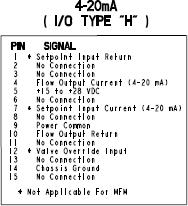 4-20mA
( I/O TYPE "H" )
PIN SIGNAL
1 * Setpoint Input Return
2 No Connection
3 No Connection
4 Flow Output Current (4-20 mA)
5 +15 to +28 VDC
6 No Connection
7 * Setpoint Input Current (4-20 mA)
8 No Connection
9 Power Common
10 Flow Output Return
11 No Connection
12 * Valve Override Input
13 No Connection
14 Chassis Ground
15 No Connection
* Not Applicable For MFM